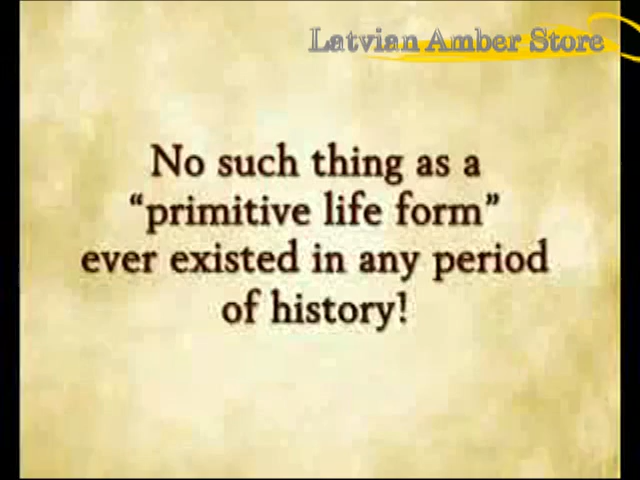 Latvian Amber Store
No such thing as a
“primitive life form”
ever existed in any period
of history!